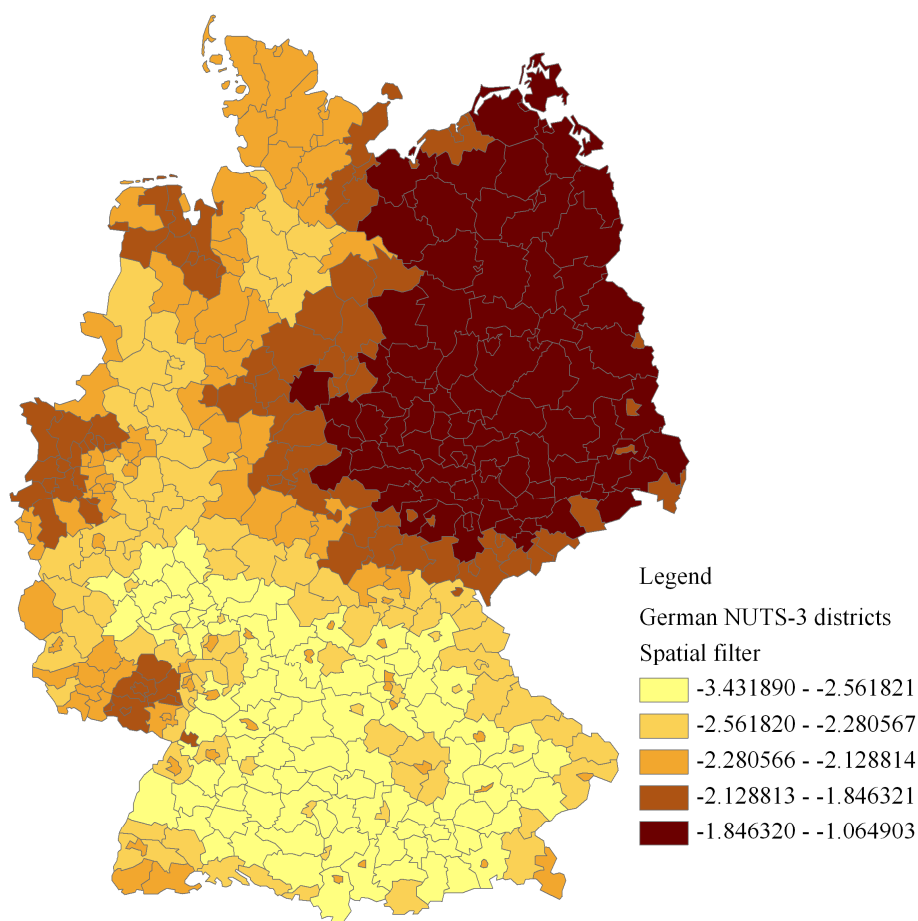 Legend
German NUTS-3 districts
Spatial filter
-3.431890 - -2.561821
-2.561820 - -2.280567
-2.280566 - -2.128814
-2.128813 - -1.846321
-1.846320 - -1.064903